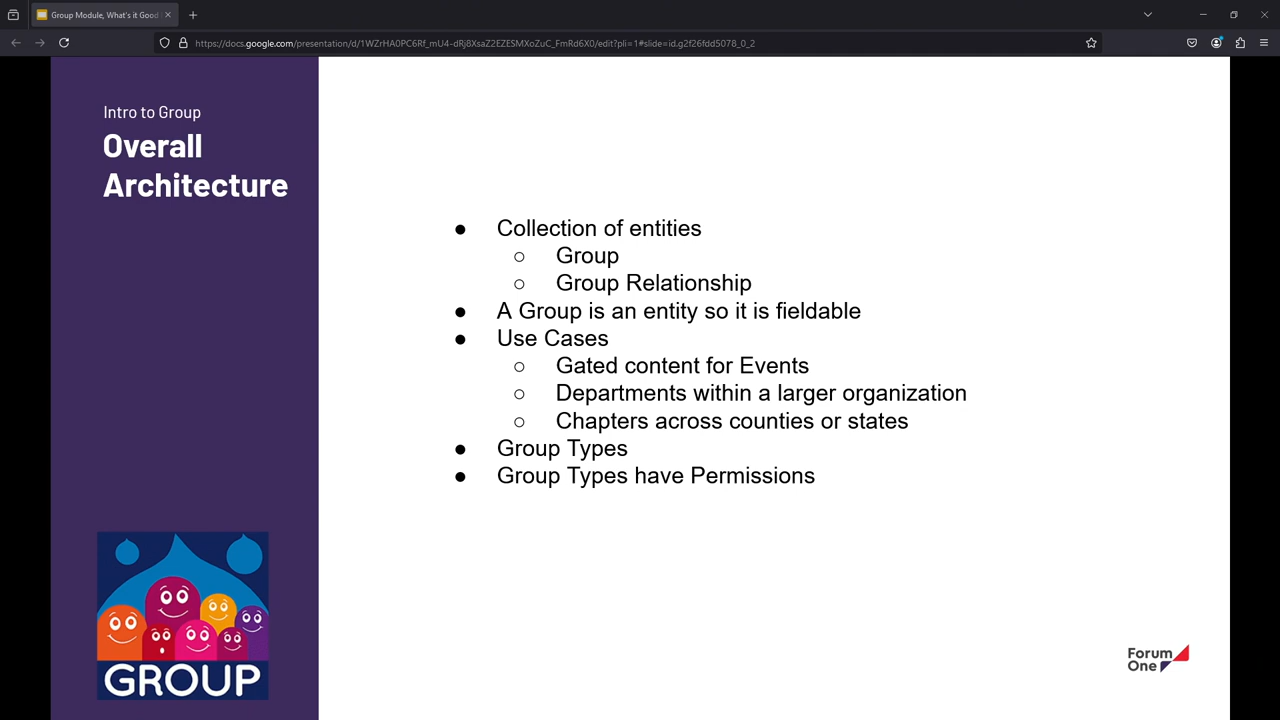 Group Module, What's it Good
https://docs.google.com/presentation/d/1WZrHA0PC6Rf_mU4-dRj8XsaZ2EZESMXoZuC_FmRd6X0/edit?pli=1#slide=id.g2f26fdd5078_0_2
Intro to Group
Overall
Architecture
● Collection of entities
○ Group
○ Group Relationship
● A Group is an entity so it is fieldable
● Use Cases
○ Gated content for Events
○ Departments within a larger organization
○ Chapters across counties or states
● Group Types
● Group Types have Permissions
GROUP
Forum
One